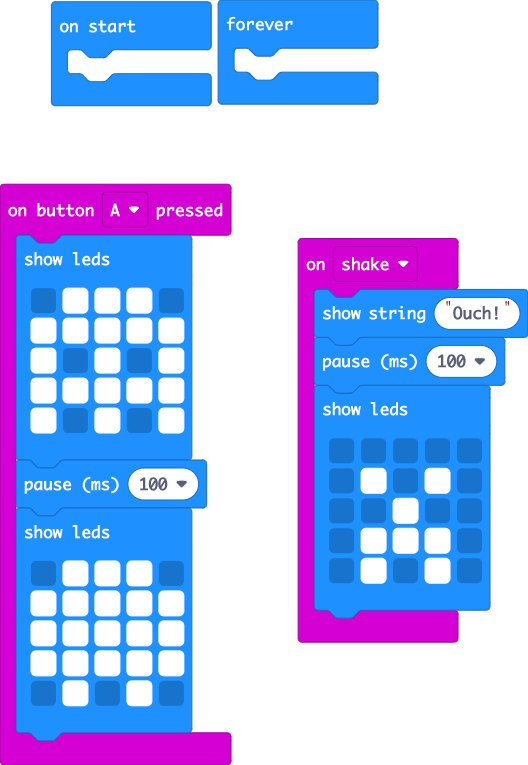 on start
forever
on button A pressed
show leds
pause (ms) 100
show leds
on shake
show string "Ouch!"
pause (ms) 100
show leds